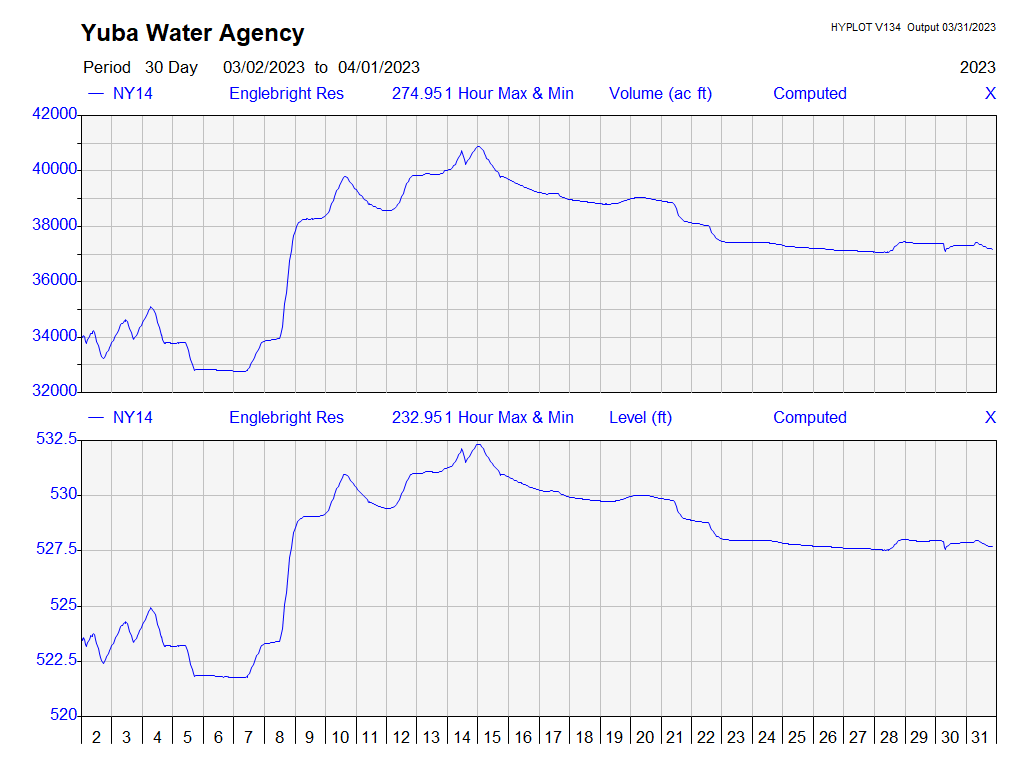 Yuba Water Agency
HYPLOT V134 Output 03/31/2023
Period 30 Day 03/02/2023 to 04/01/2023
2023
NY14 Englebright Res 274.951 Hour Max & Min Volume (ac ft) Computed X
42000
40000
38000
36000
34000
32000
NY14 Englebright Res 232.951 Hour Max & Min Level (ft) Computed X
532.5
530
527.5
525
522.5
520
2 3 4 5 6 7 8 9 10 11 12 13 14 15 16 17 18 19 20 21 22 23 24 25 26 27 28 29 30 31